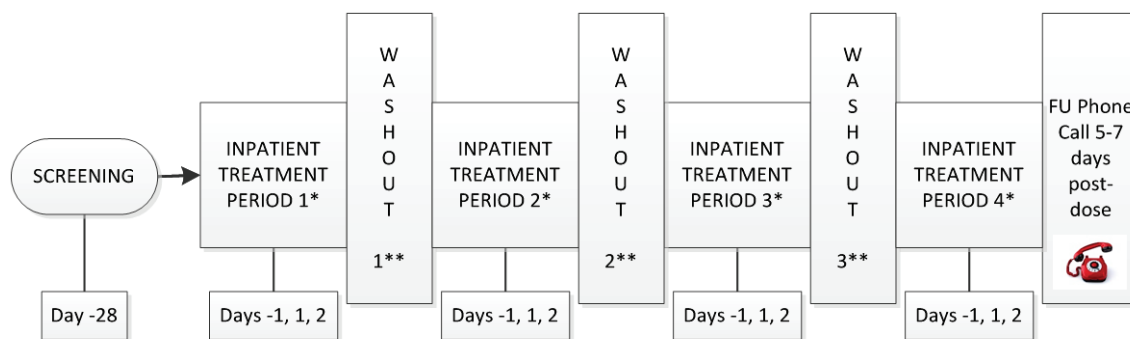 SCREENING
Day -28
INPATIENT
TREATMENT
PERIOD 1*
Days -1, 1, 2
W
A
S
H
O
U
T
1**
INPATIENT
TREATMENT
PERIOD 2*
Days -1, 1, 2
W
A
S
H
O
U
T
2**
INPATIENT
TREATMENT
PERIOD 3*
Days -1, 1, 2
W
A
S
H
O
U
T
3**
INPATIENT
TREATMENT
PERIOD 4*
Days -1, 1, 2
FU Phone
Call 5-7
days
post-
dose